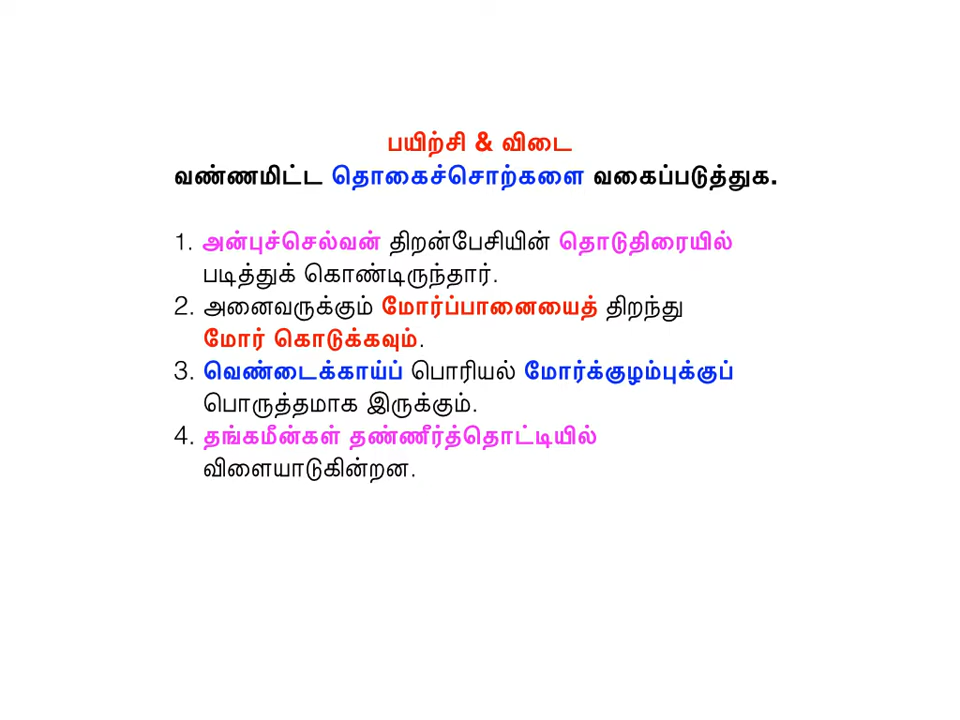 பயிற்சி & விடை
வண்ணமிட்ட தொகைச்சொற்களை வகைப்படுத்துக.
1. அன்புச்செல்வன் திறன்பேசியின் தொடுதிரையில்
படித்துக் கொண்டிருந்தார்.
2. அனைவருக்கும் மோர்ப்பானையைத் திறந்து
மோர் கொடுக்கவும்.
3. வெண்டைக்காய்ப் பொரியல் மோர்க்குழம்புக்குப்
பொருத்தமாக இருக்கும்.
4. தங்கமீன்கள் தண்ணீர்த்தொட்டியில்
விளையாடுகின்றன.